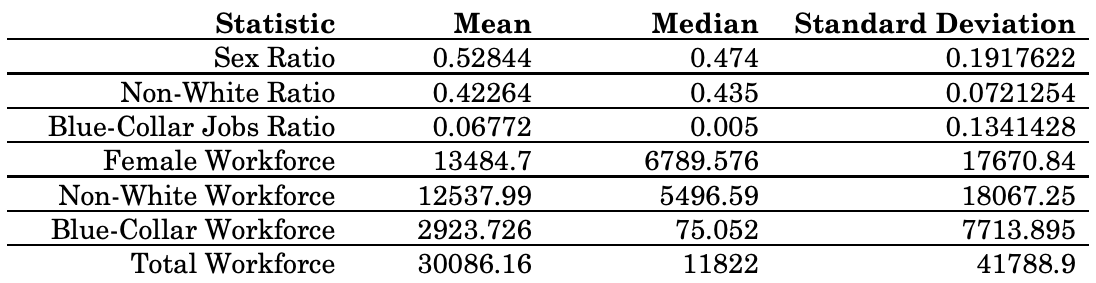 Statistic Mean Median Standard Deviation
Sex Ratio 0.52844 0.474 0.1917622
Non-White Ratio 0.42264 0.435 0.0721254
Blue-Collar Jobs Ratio 0.06772 0.005 0.1341428
Female Workforce 13484.7 6789.576 17670.84
Non-White Workforce 12537.99 5496.59 18067.25
Blue-Collar Workforce 2923.726 75.052 7713.895
Total Workforce 30086.16 11822 41788.9